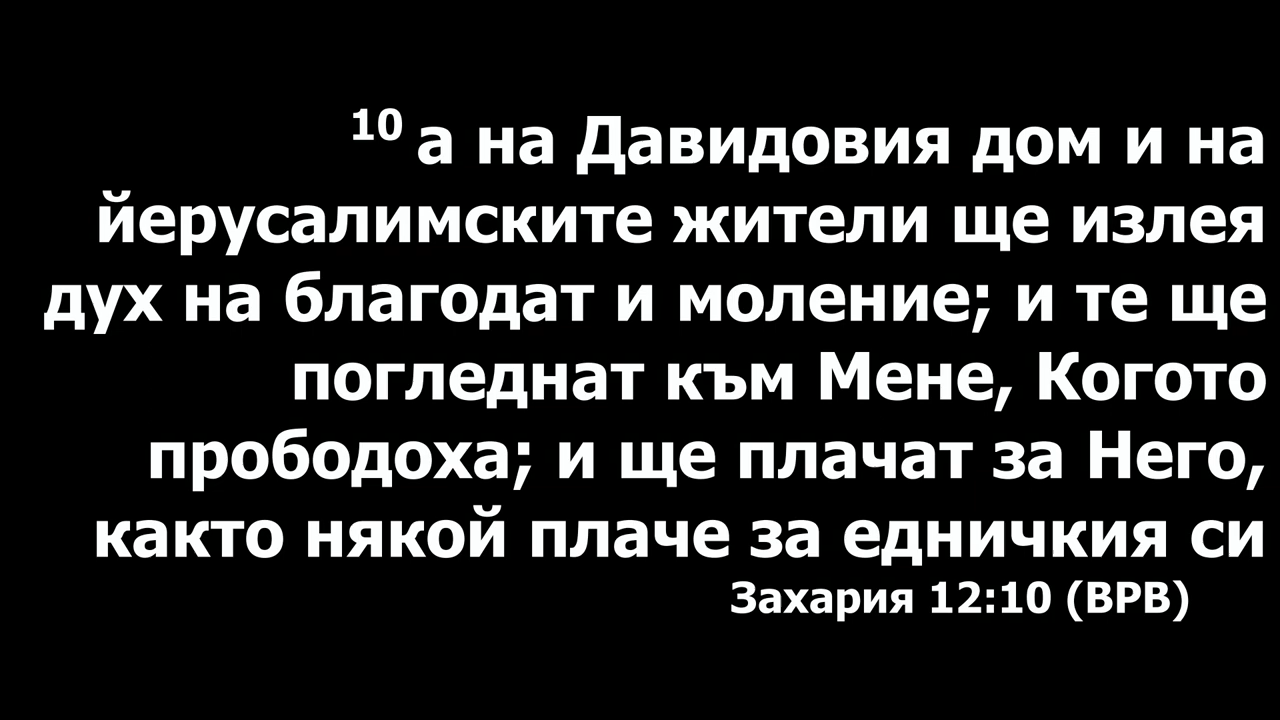 10 а на Давидовия дом и на
йерусалимските жители ще излея
дух на благодат и моление; и те ще
погледнат към Мене, Когото
прободоха; и ще плачат за Него,
както някой плаче за едничкия си
Захария 12:10 (ВРВ)